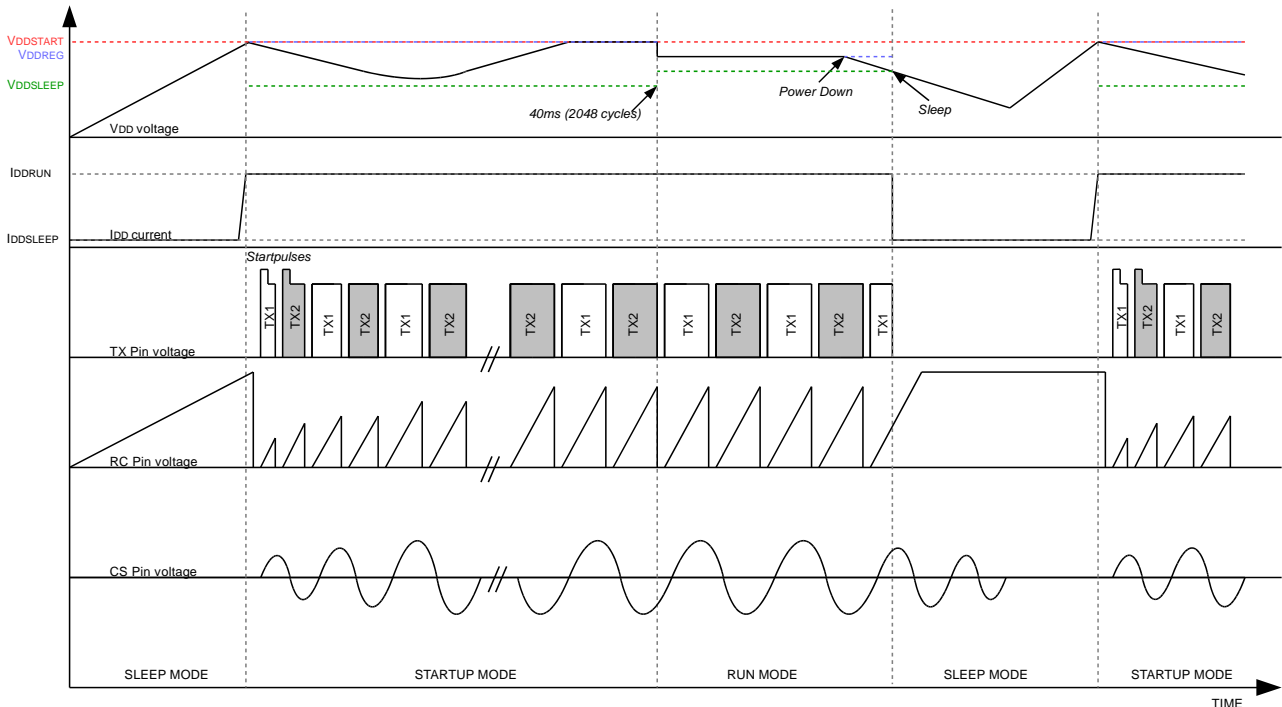 VDDSTART
VDDREG
VDDSLEEP
Power Down
Sleep
40ms (2048 cycles)
VDD voltage
IDDRUN
IDDSLEEP
IDD current
Startpulses
TX1
TX2
TX1
TX2
TX1
TX2
TX2
TX1
TX2
TX1
TX2
TX1
TX2
TX1
TX1
TX2
TX1
TX2
TX Pin voltage
RC Pin voltage
CS Pin voltage
SLEEP MODE
STARTUP MODE
RUN MODE
SLEEP MODE
STARTUP MODE
TIME